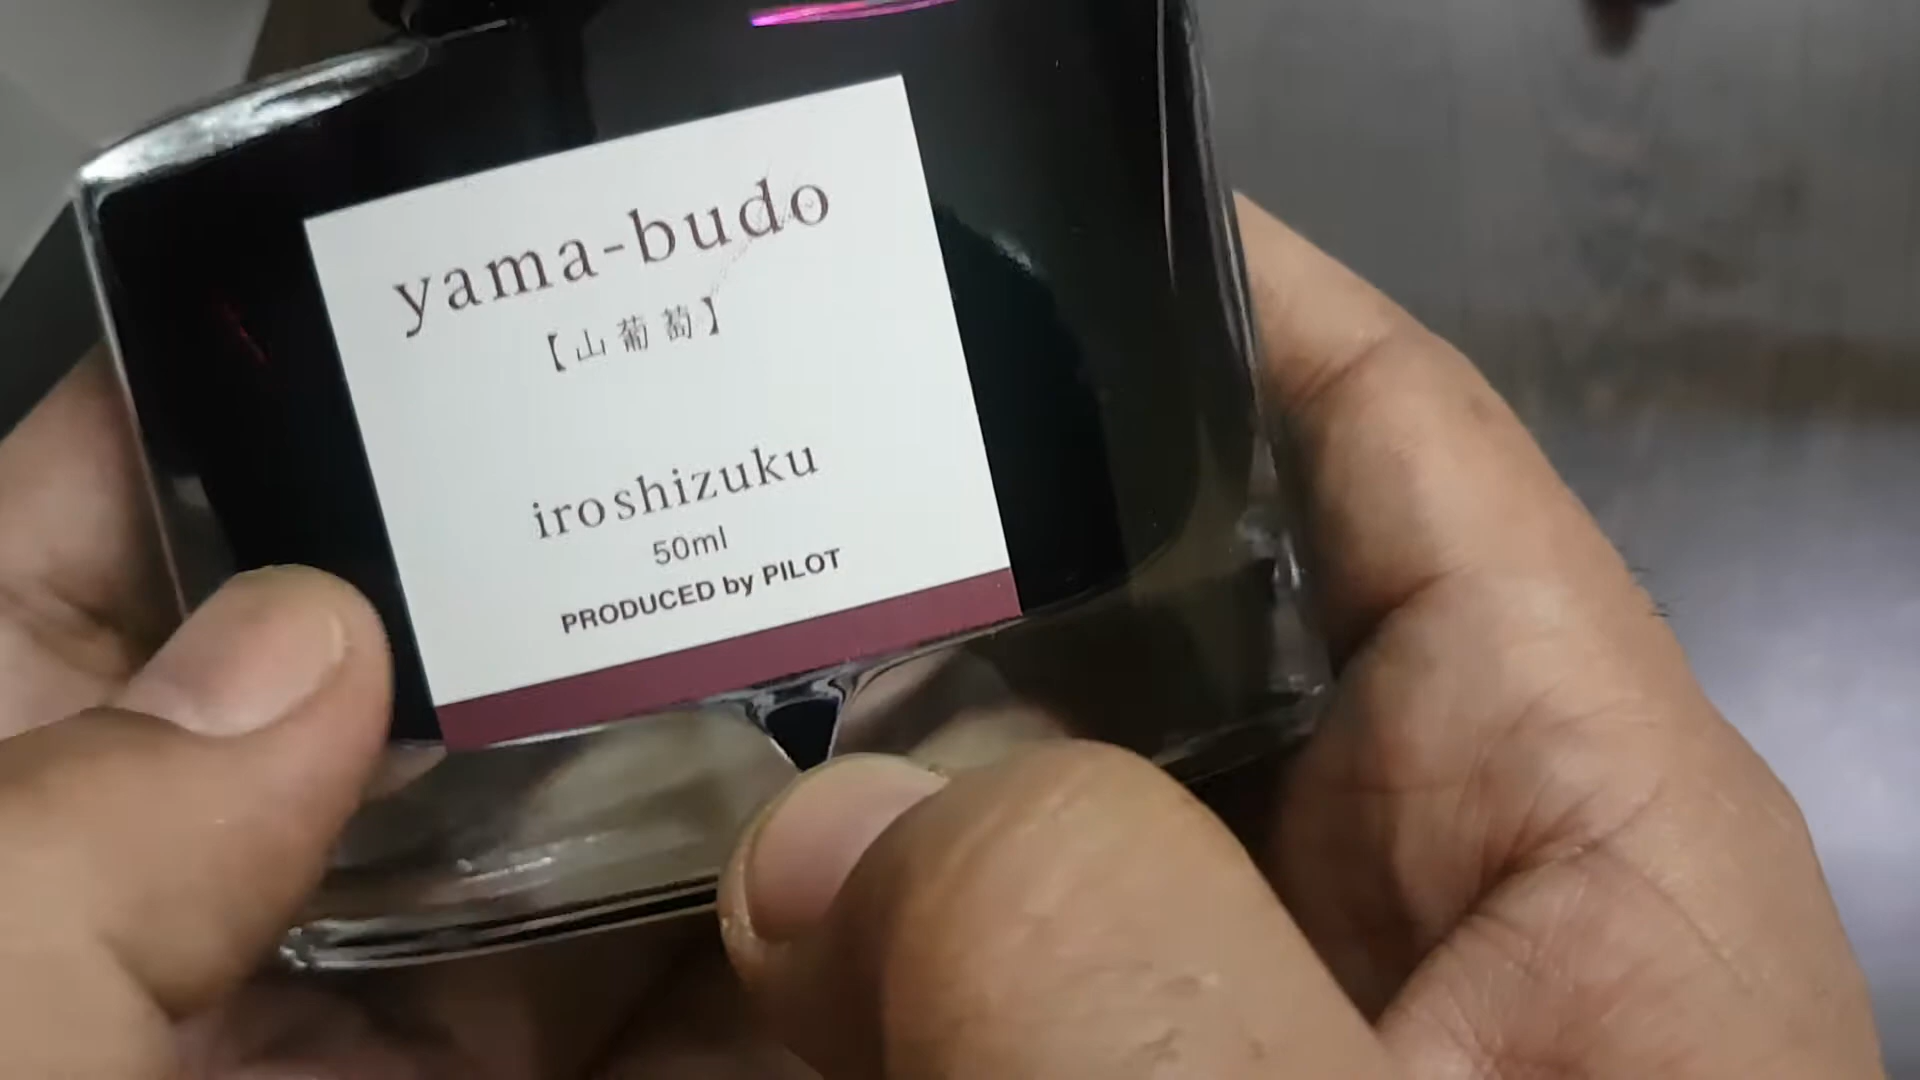 yama-budo
【山葡萄】
iroshizuku
50ml
PRODUCED by PILOT